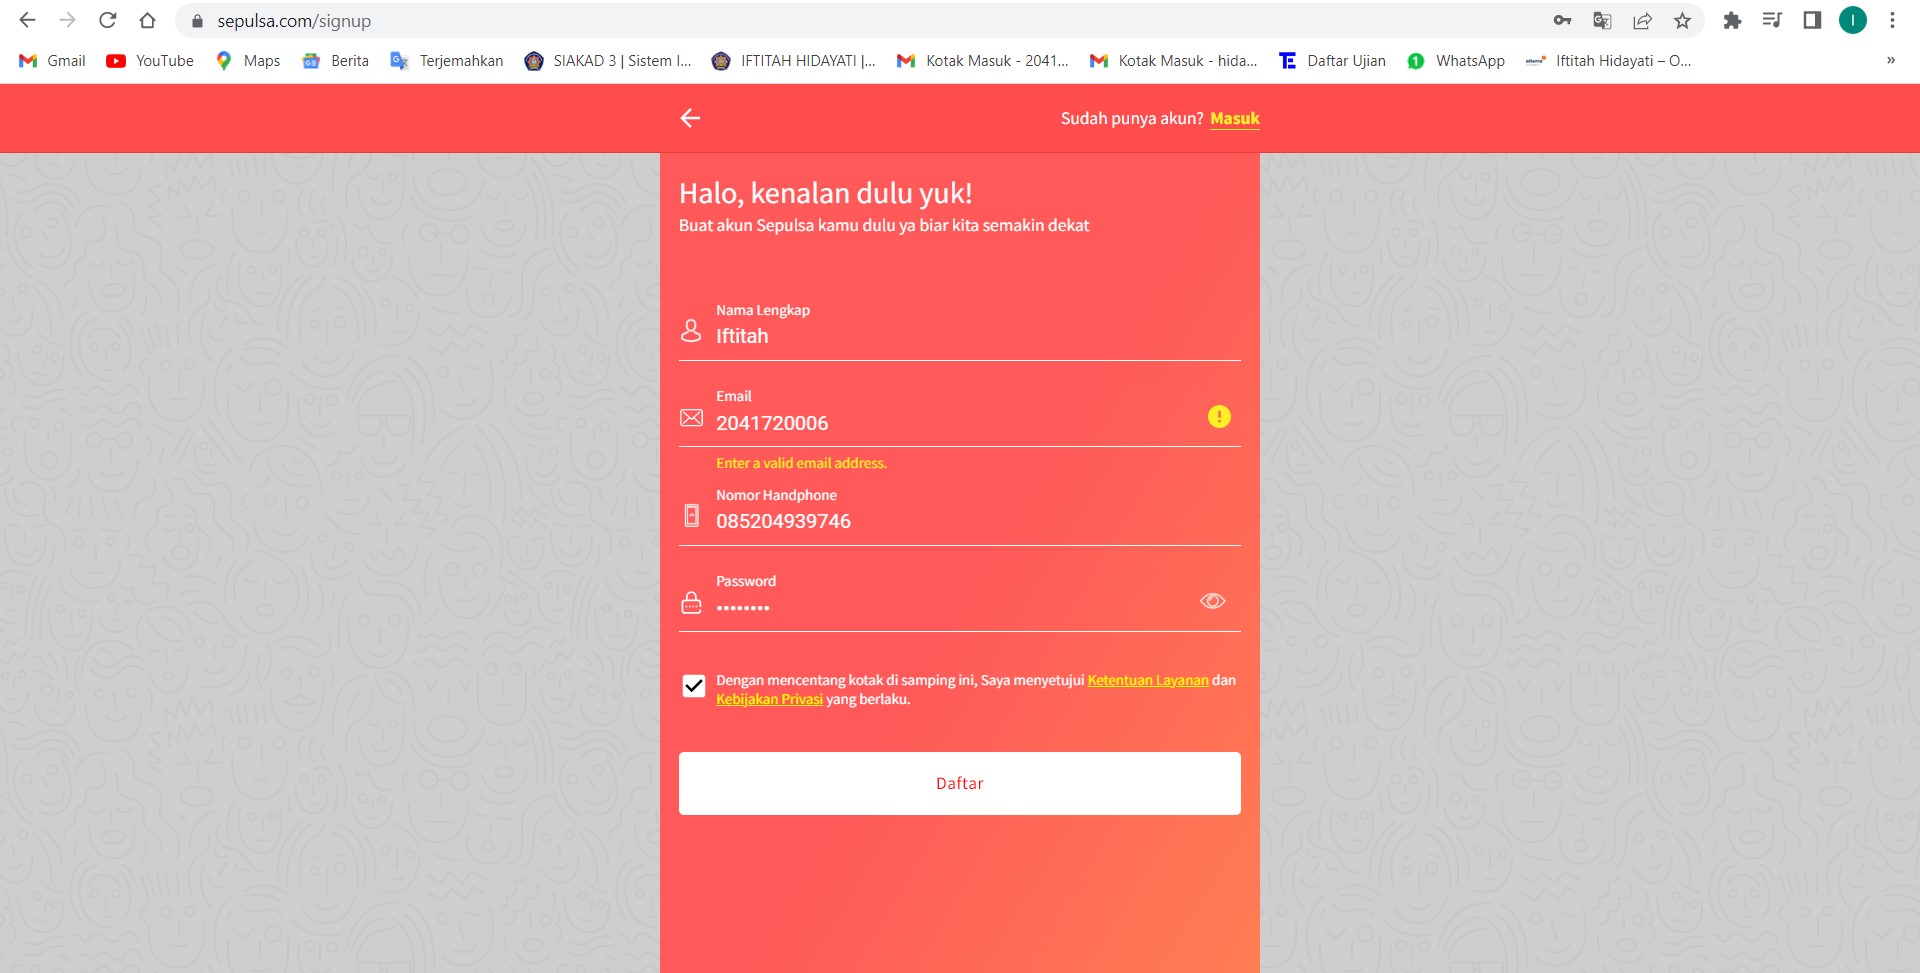 sepulsa.com/signup
I
Gmail
YouTube
Maps
Berita
Terjemahkan
SIAKAD 3 | Sistem I...
IFTITAH HIDAYATI |...
Kotak Masuk - 2041...
Kotak Masuk - hida...
Daftar Ujian
1
WhatsApp
Iftitah Hidayati – O...
»
Sudah punya akun? Masuk
Halo, kenalan dulu yuk!
Buat akun Sepulsa kamu dulu ya biar kita semakin dekat
Nama Lengkap
Iftitah
Email
2041720006
!
Enter a valid email address.
Nomor Handphone
085204939746
Password
••••••••
Dengan mencentang kotak di samping ini, Saya menyetujui Ketentuan Layanan dan
Kebijakan Privasi yang berlaku.
Daftar